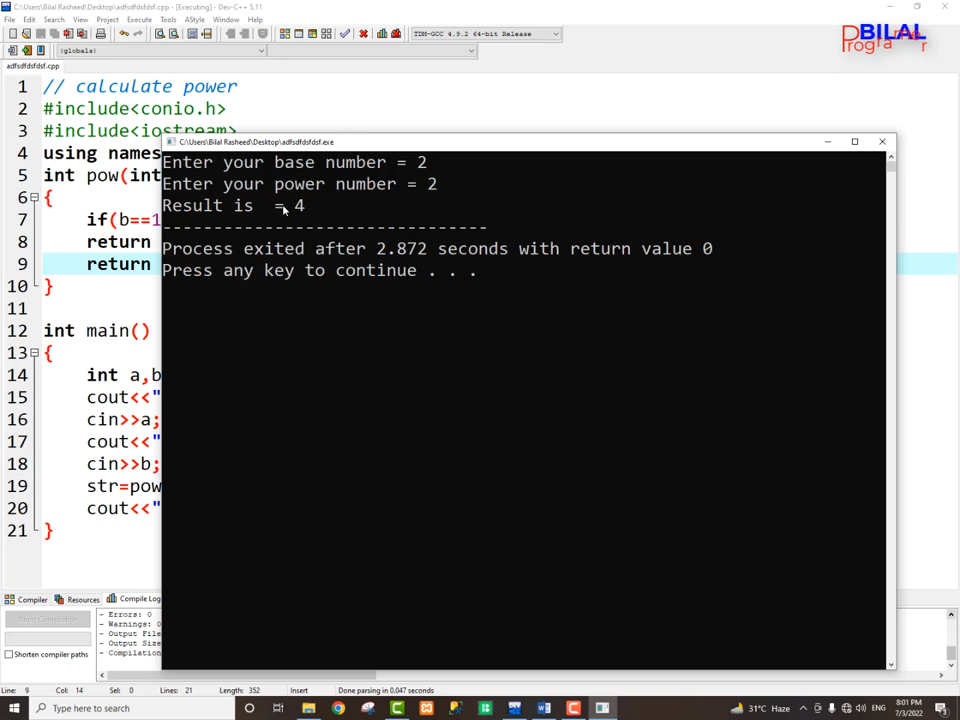 C:\Users\Bilal Rasheed\Desktop\adfsdfdsfdsf.cpp - [Executing] - Dev-C++ 5.11
File Edit Search View Project Execute Tools AStyle Window Help
TDM-GCC 4.9.2 64-bit Release
(globals)
BILAL
Programer
adfsdfdsfdsf.cpp
1 // calculate power
2 #include<conio.h>
3 #include<iostream>
4 using names
5 int pow(int
6 {
7 if(b==1
8 return
9 return
10 }
11
12 int main()
13 {
14 int a,b
15 cout<<"
16 cin>>a;
17 cout<<"
18 cin>>b;
19 str=pow
20 cout<<"
21 }
C:\Users\Bilal Rasheed\Desktop\adfsdfdsfdsf.exe
Enter your base number = 2
Enter your power number = 2
Result is  = 4
--------------------------------
Process exited after 2.872 seconds with return value 0
Press any key to continue . . .
Compiler Resources Compile Log
Abort Compilation
Shorten compiler paths
- Errors: 0
- Warnings: 0
- Output File
- Output Size
- Compilation
Line: 9 Col: 14 Sel: 0 Lines: 21 Length: 352 Insert Done parsing in 0.047 seconds
Type here to search
31°C Haze
ENG
8:01 PM
7/3/2022